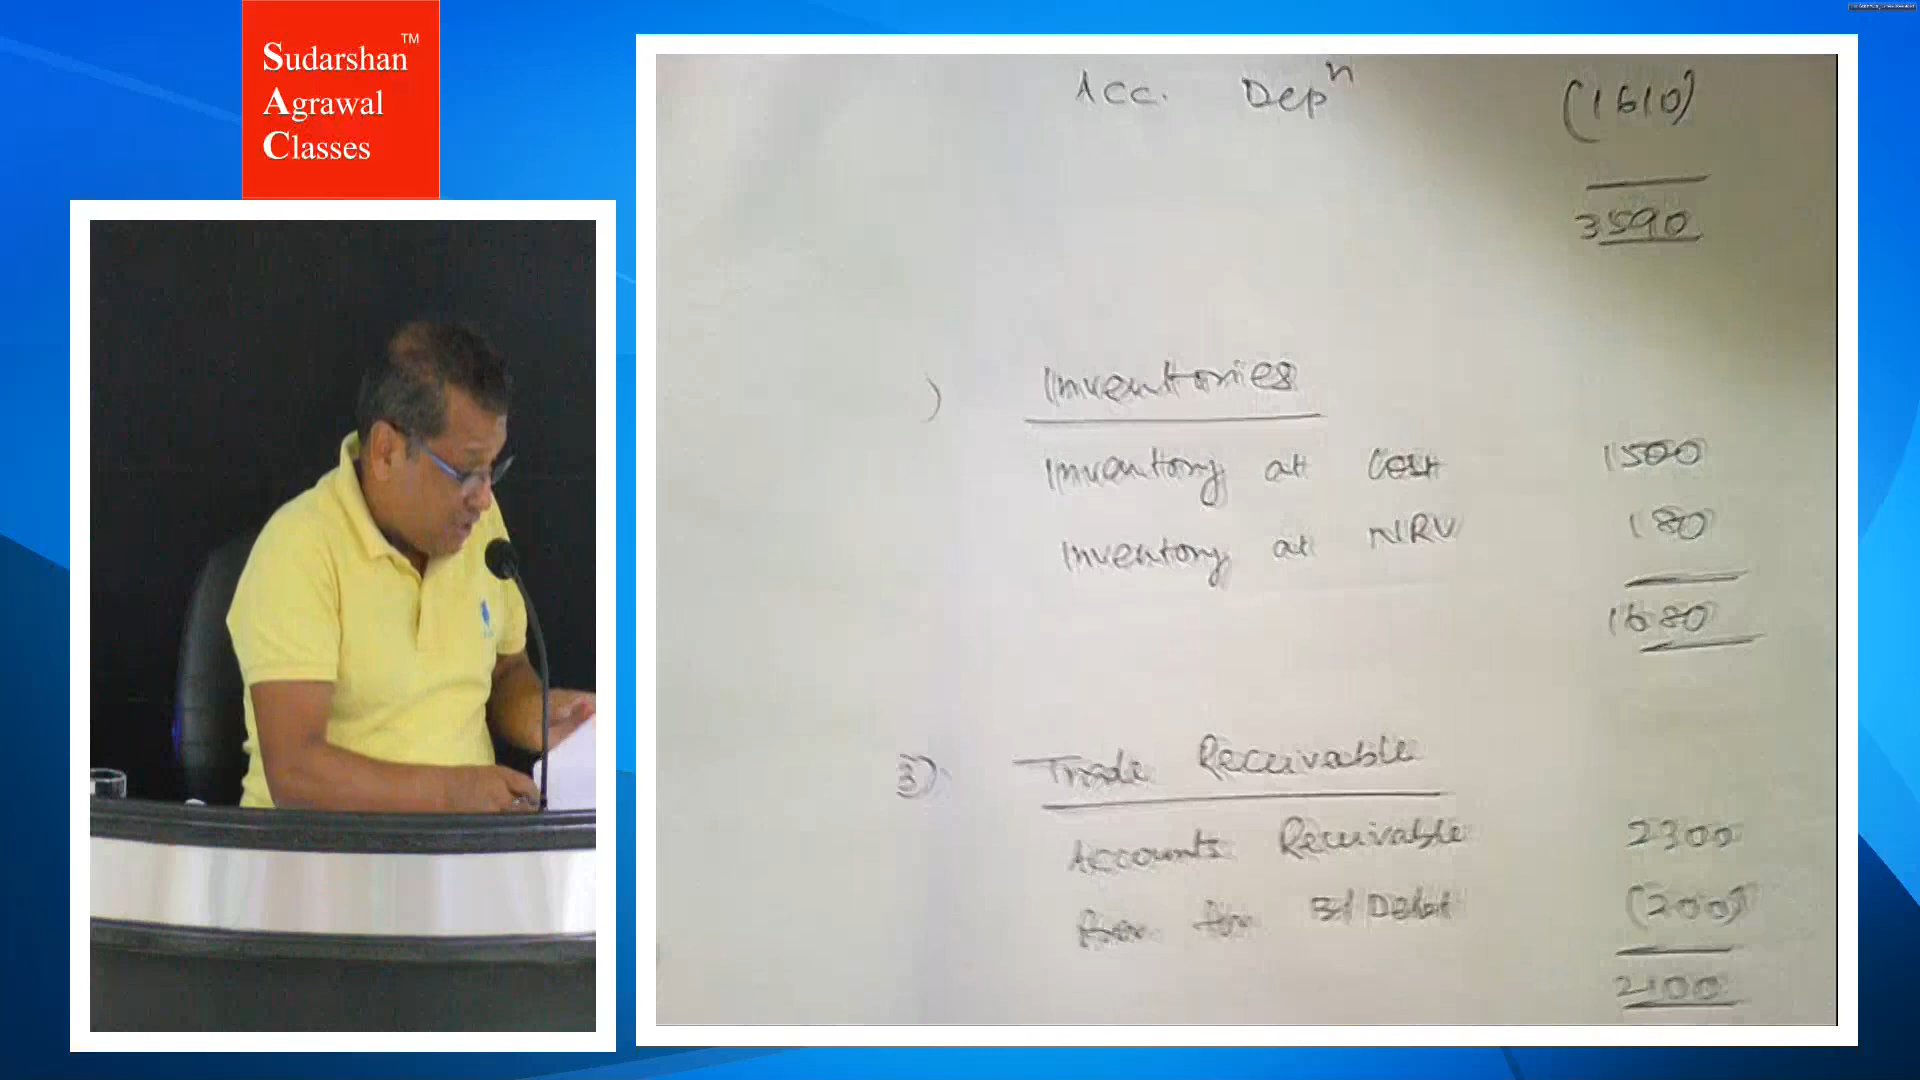 Sudarshan™
Agrawal
Classes
Acc. Depn (1610)
3590
) Inventories
Inventory at Cost 1500
Inventory at NRV 180
1680
3) Trade Receivable
Accounts Receivable 2300
for B/Debt (200)
2100